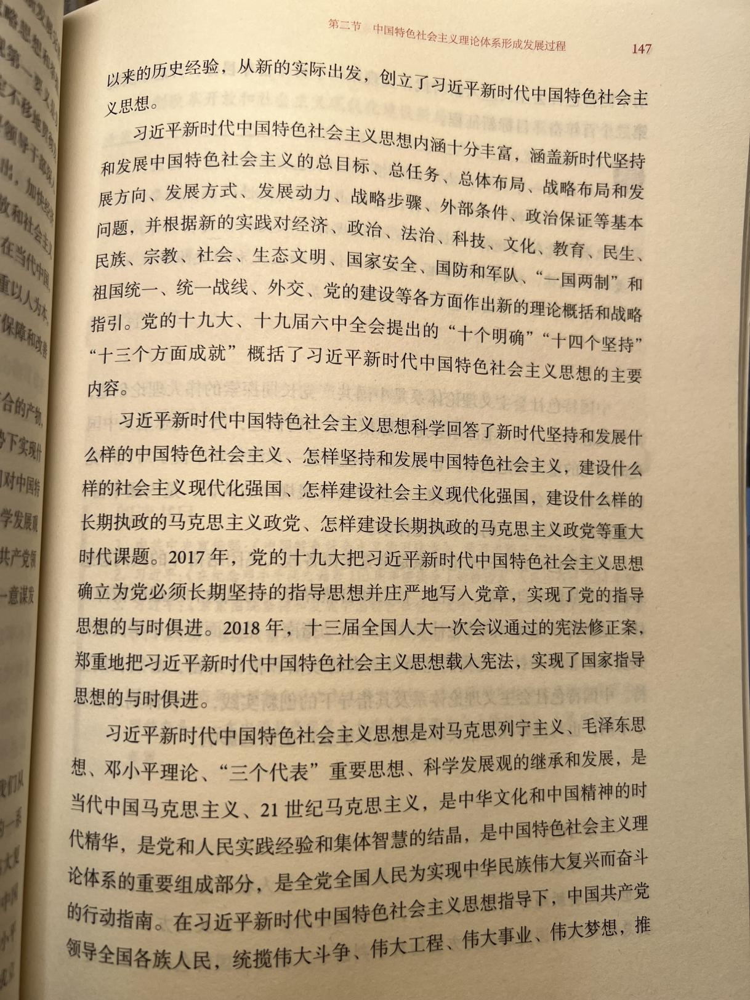 第二节 中国特色社会主义理论体系形成发展过程 147
以来的历史经验，从新的实际出发，创立了习近平新时代中国特色社会主
义思想。
习近平新时代中国特色社会主义思想内涵十分丰富，涵盖新时代坚持
和发展中国特色社会主义的总目标、总任务、总体布局、战略布局和发
展方向、发展方式、发展动力、战略步骤、外部条件、政治保证等基本
问题，并根据新的实践对经济、政治、法治、科技、文化、教育、民生、
民族、宗教、社会、生态文明、国家安全、国防和军队、“一国两制”和
祖国统一、统一战线、外交、党的建设等各方面作出新的理论概括和战略
指引。党的十九大、十九届六中全会提出的“十个明确”“十四个坚持”
“十三个方面成就”概括了习近平新时代中国特色社会主义思想的主要
内容。
习近平新时代中国特色社会主义思想科学回答了新时代坚持和发展什
么样的中国特色社会主义、怎样坚持和发展中国特色社会主义，建设什么
样的社会主义现代化强国、怎样建设社会主义现代化强国，建设什么样的
长期执政的马克思主义政党、怎样建设长期执政的马克思主义政党等重大
时代课题。2017 年，党的十九大把习近平新时代中国特色社会主义思想
确立为党必须长期坚持的指导思想并庄严地写入党章，实现了党的指导
思想的与时俱进。2018 年，十三届全国人大一次会议通过的宪法修正案，
郑重地把习近平新时代中国特色社会主义思想载入宪法，实现了国家指导
思想的与时俱进。
习近平新时代中国特色社会主义思想是对马克思列宁主义、毛泽东思
想、邓小平理论、“三个代表”重要思想、科学发展观的继承和发展，是
当代中国马克思主义、21 世纪马克思主义，是中华文化和中国精神的时
代精华，是党和人民实践经验和集体智慧的结晶，是中国特色社会主义理
论体系的重要组成部分，是全党全国人民为实现中华民族伟大复兴而奋斗
的行动指南。在习近平新时代中国特色社会主义思想指导下，中国共产党
领导全国各族人民，统揽伟大斗争、伟大工程、伟大事业、伟大梦想，推